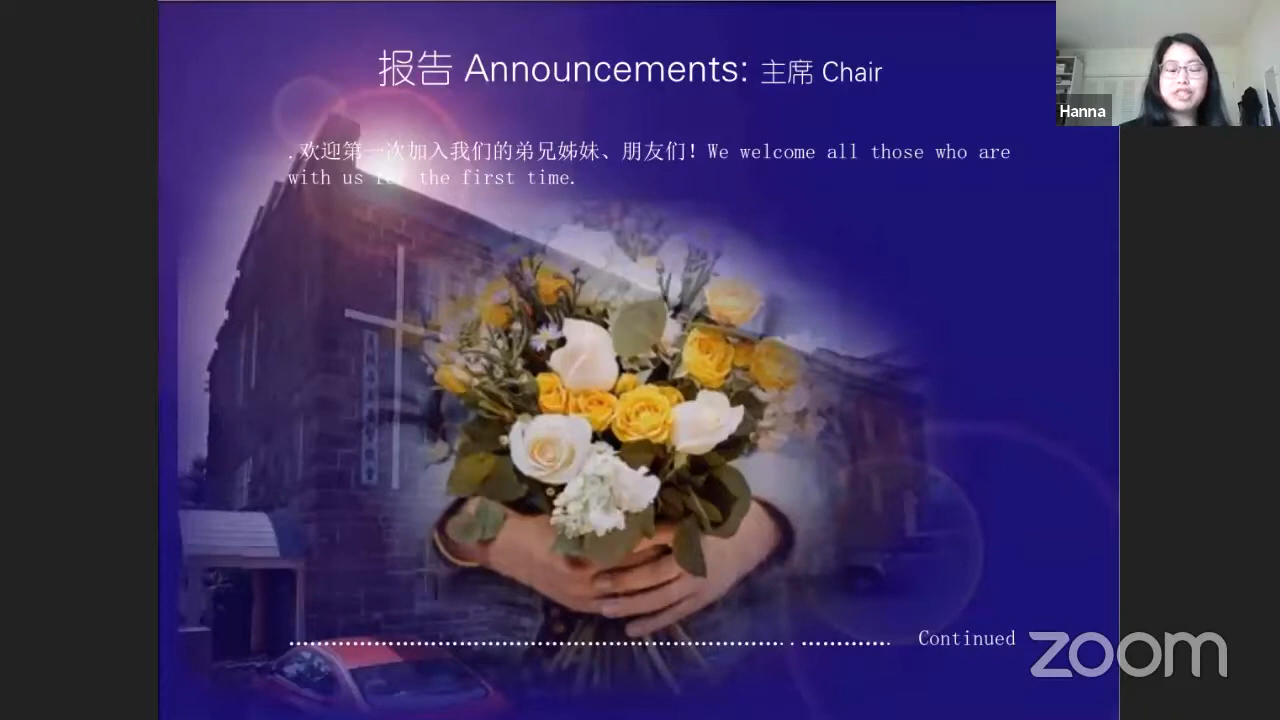 报告 Announcements: 主席 Chair
Hanna
. 欢迎第一次加入我们的弟兄姊妹、朋友们！We welcome all those who are
with us for the first time.
Continued
zoom